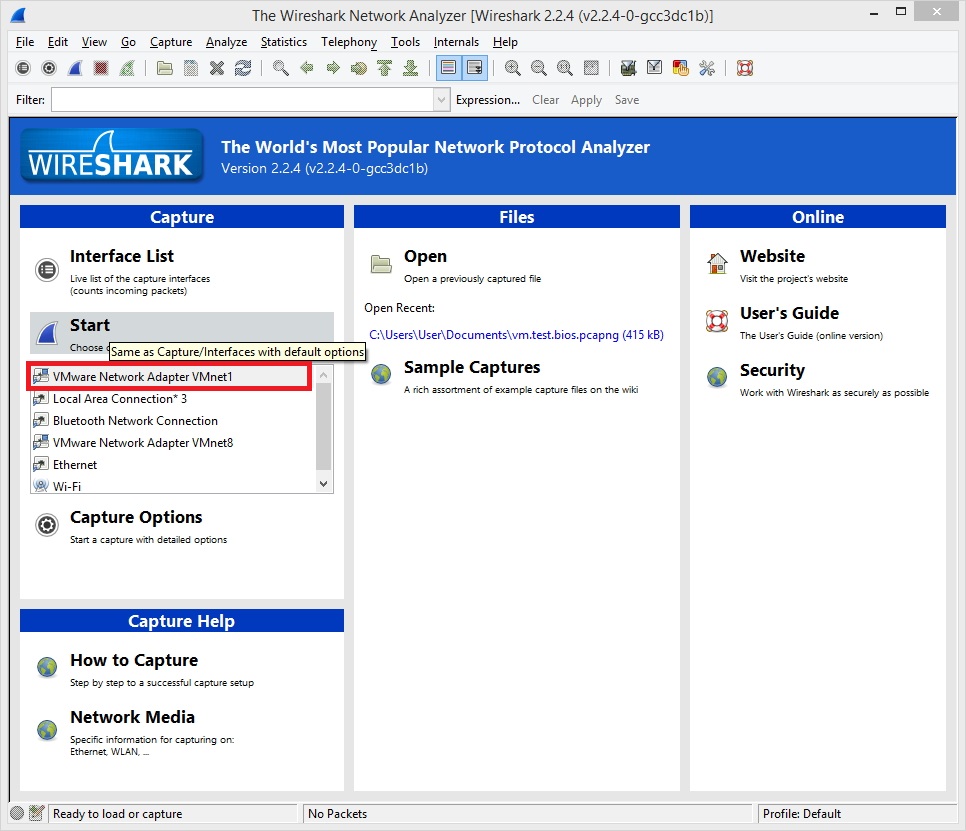 The Wireshark Network Analyzer [Wireshark 2.2.4 (v2.2.4-0-gcc3dc1b)]
File Edit View Go Capture Analyze Statistics Telephony Tools Internals Help
Filter: Expression... Clear Apply Save
WIRESHARK
The World's Most Popular Network Protocol Analyzer
Version 2.2.4 (v2.2.4-0-gcc3dc1b)
Capture
Interface List
Live list of the capture interfaces
(counts incoming packets)
Start
Choose
Same as Capture/Interfaces with default options
VMware Network Adapter VMnet1
Local Area Connection* 3
Bluetooth Network Connection
VMware Network Adapter VMnet8
Ethernet
Wi-Fi
Capture Options
Start a capture with detailed options
Capture Help
How to Capture
Step by step to a successful capture setup
Network Media
Specific information for capturing on:
Ethernet, WLAN, ...
Files
Open
Open a previously captured file
Open Recent:
C:\Users\User\Documents\vm.test.bios.pcapng (415 kB)
Sample Captures
A rich assortment of example capture files on the wiki
Online
Website
Visit the project's website
User's Guide
The User's Guide (online version)
Security
Work with Wireshark as securely as possible
Ready to load or capture
No Packets
Profile: Default